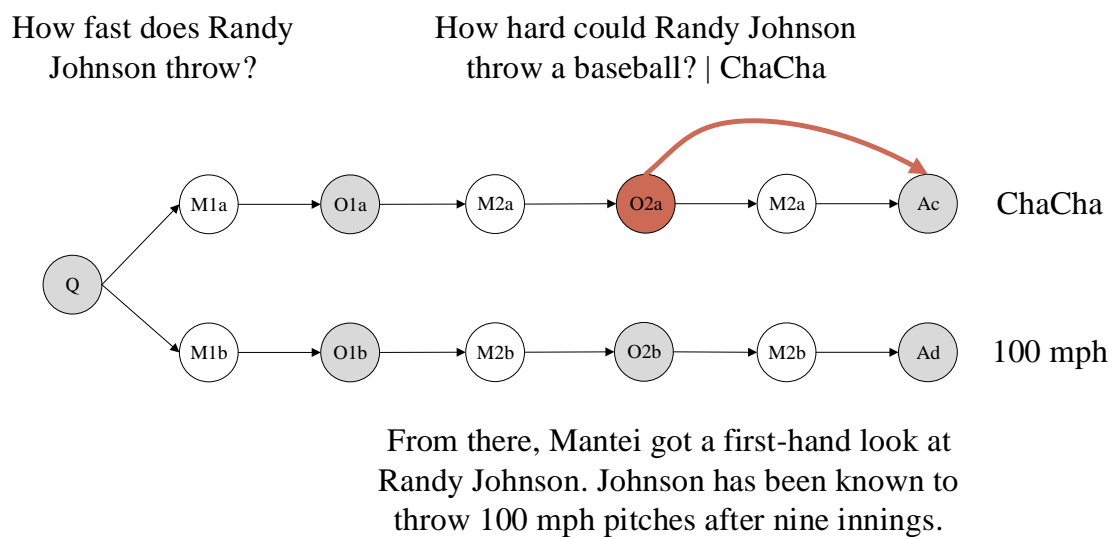 How fast does Randy
Johnson throw?
How hard could Randy Johnson
throw a baseball? | ChaCha
M1a
O1a
M2a
O2a
M2a
Ac
ChaCha
Q
M1b
O1b
M2b
O2b
M2b
Ad
100 mph
From there, Mantei got a first-hand look at
Randy Johnson. Johnson has been known to
throw 100 mph pitches after nine innings.